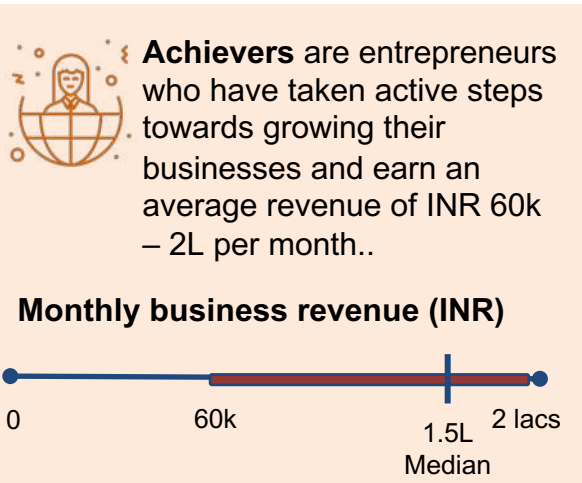 Achievers are entrepreneurs
who have taken active steps
towards growing their
businesses and earn an
average revenue of INR 60k
– 2L per month..
Monthly business revenue (INR)
0 60k 1.5L 2 lacs
Median